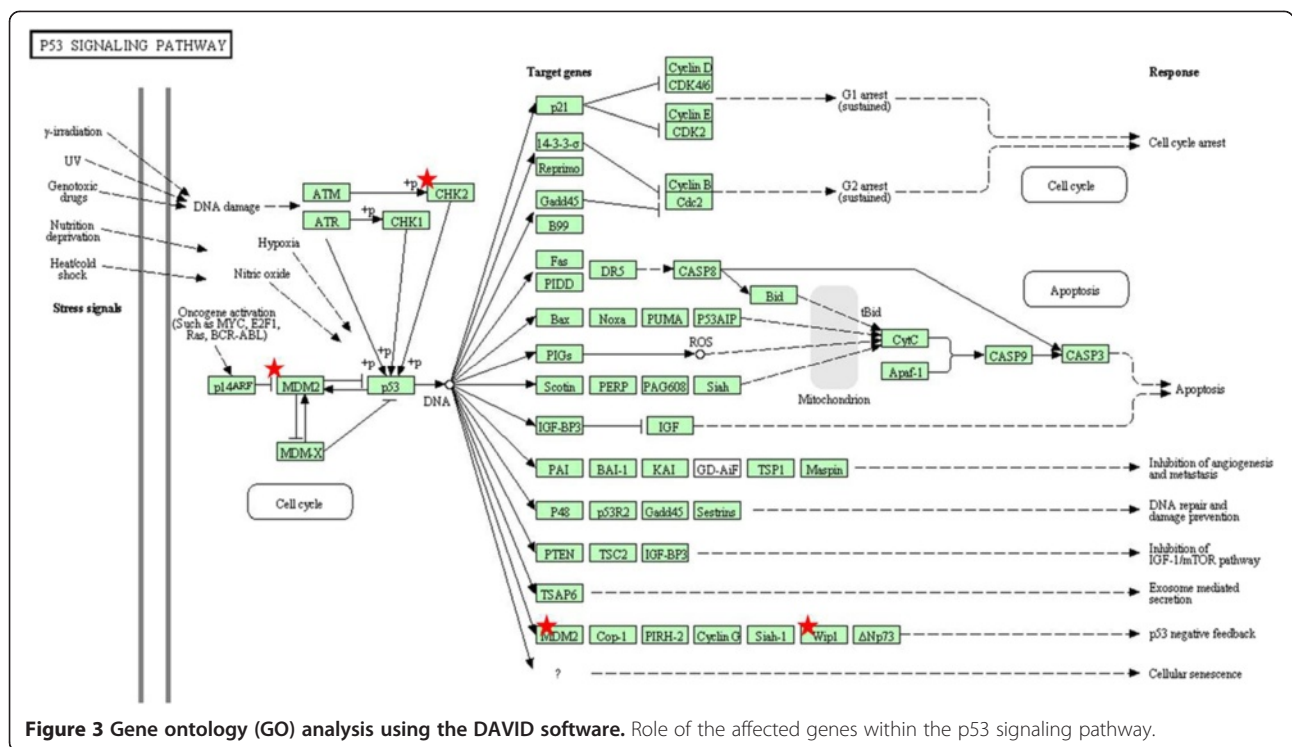 P53 SIGNALING PATHWAY
Target genes
Response
γ-irradiation
UV
Genotoxic
drugs
Nutrition
deprivation
Heat/cold
shock
Stress signals
DNA damage
ATM
+p
CHK2
ATR
+p
CHK1
Hypoxia
Nitric oxide
Oncogene activation
(Such as MYC, E2F1,
Ras, BCR-ABL)
+p
+p
+p
p14ARF
MDM2
p53
DNA
MDM-X
Cell cycle
p21
Cyclin D
CDK4/6
Cyclin E
CDK2
G1 arrest
(sustained)
14-3-3-σ
Reprimo
Gadd45
B99
Cyclin B
Cdc2
G2 arrest
(sustained)
Cell cycle arrest
Cell cycle
Fas
PIDD
DR5
CASP8
Bid
tBid
Apoptosis
Bax
Noxa
PUMA
P53AIP
PIGs
ROS
CytC
Apaf-1
CASP9
CASP3
Scotin
PERP
PAG608
Siah
Mitochondrion
Apoptosis
IGF-BP3
IGF
PAI
BAI-1
KAI
GD-AiF
TSP1
Maspin
Inhibition of angiogenesis
and metastasis
P48
p53R2
Gadd45
Sestrins
DNA repair and
damage prevention
PTEN
TSC2
IGF-BP3
Inhibition of
IGF-1/mTOR pathway
TSAP6
Exosome mediated
secretion
MDM2
Cop-1
PIRH-2
Cyclin G
Siah-1
Wip1
ΔNp73
p53 negative feedback
?
Cellular senescence
Figure 3 Gene ontology (GO) analysis using the DAVID software. Role of the affected genes within the p53 signaling pathway.